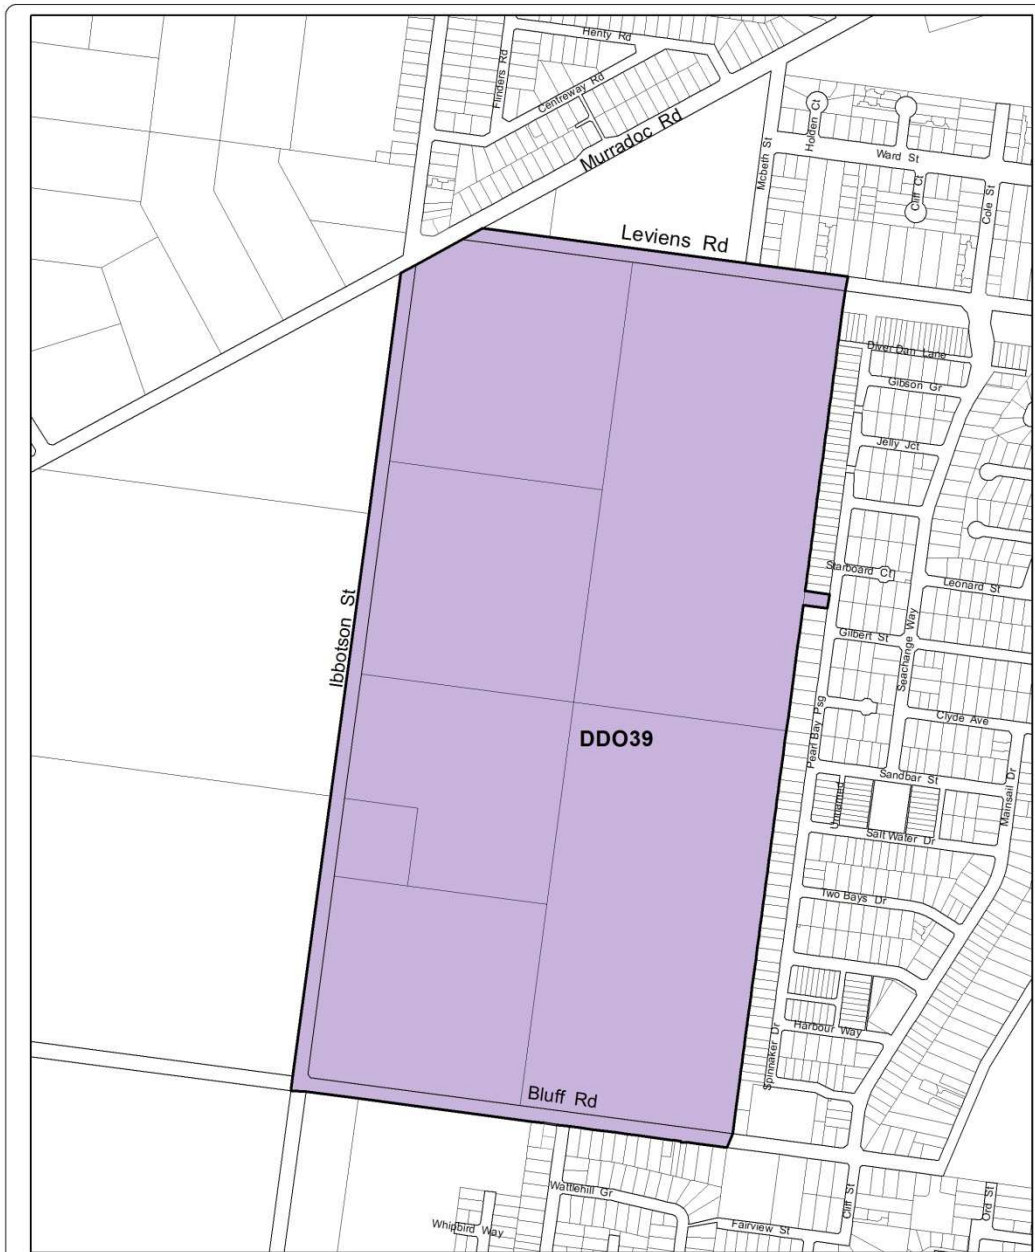 Henty Rd
Flinders Rd
Centreway Rd
Murradoc Rd
Mcbeth St
Holden Ct
Ward St
Cliff Ct
Cole St
Leviens Rd
Diver Dan Lane
Gibson Gr
Jelly Jct
Starboard Ct
Leonard St
Ibbotson St
Gilbert St
Seachange Way
Pearl Bay Psg
Clyde Ave
DDO39
Sandbar St
Mainsail Dr
Unnamed
Salt Water Dr
Two Bays Dr
Harbour Way
Spinnaker Dr
Bluff Rd
Wattlehill Gr
Cliff St
Ord St
Whipbird Way
Fairview St